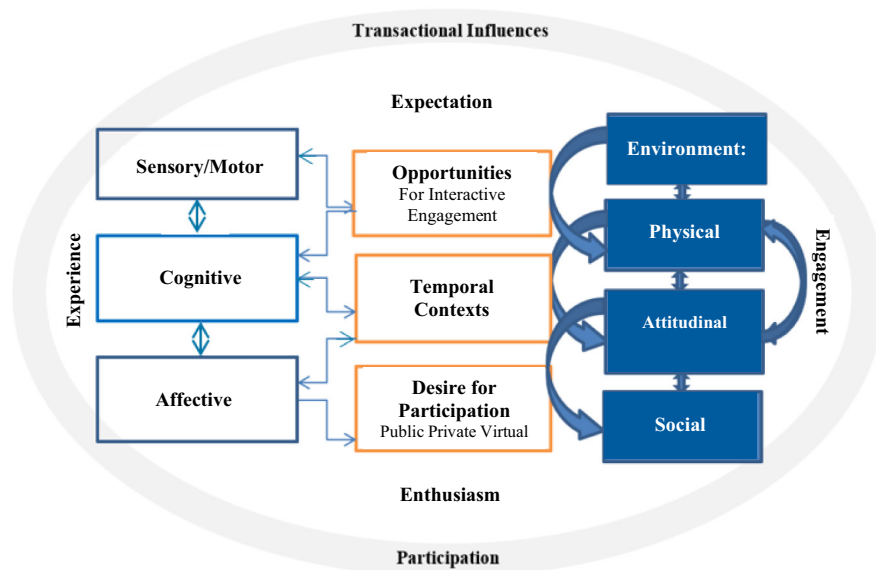 Transactional Influences
Expectation
Sensory/Motor
Opportunities
For Interactive
Engagement
Environment:
Experience
Cognitive
Temporal
Contexts
Physical
Engagement
Attitudinal
Affective
Desire for
Participation
Public Private Virtual
Social
Enthusiasm
Participation